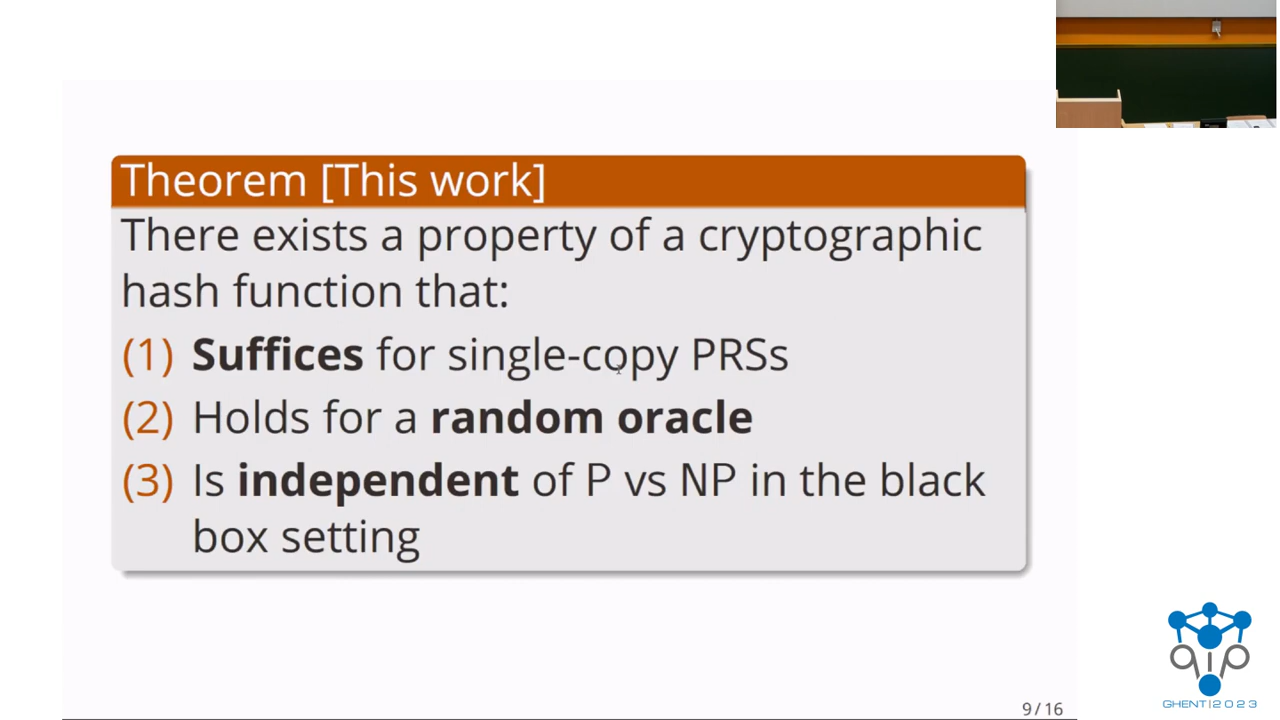 Theorem [This work]
There exists a property of a cryptographic
hash function that:
(1) Suffices for single-copy PRSs
(2) Holds for a random oracle
(3) Is independent of P vs NP in the black
box setting
9 / 16
qip
GHENT|2023